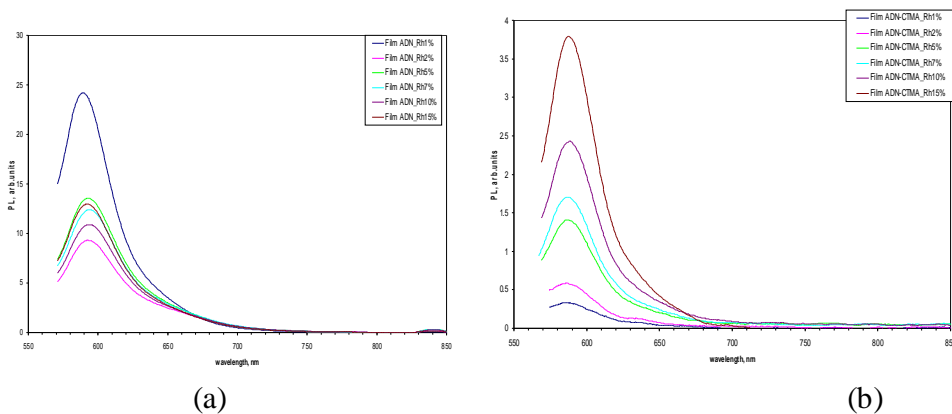 30
25
20
15
10
5
0
550
600
650
700
750
800
850
PL, arb.units
wavelength, nm
Film ADN_Rh1%
Film ADN_Rh2%
Film ADN_Rh5%
Film ADN_Rh7%
Film ADN_Rh10%
Film ADN_Rh15%
(a)
4
3.5
3
2.5
2
1.5
1
0.5
0
550
600
650
700
750
800
850
PL, arb.units
wavelength, nm
Film ADN-CTMA_Rh1%
Film ADN-CTMA_Rh2%
Film ADN-CTMA_Rh5%
Film ADN-CTMA_Rh7%
Film ADN-CTMA_Rh10%
Film ADN-CTMA_Rh15%
(b)